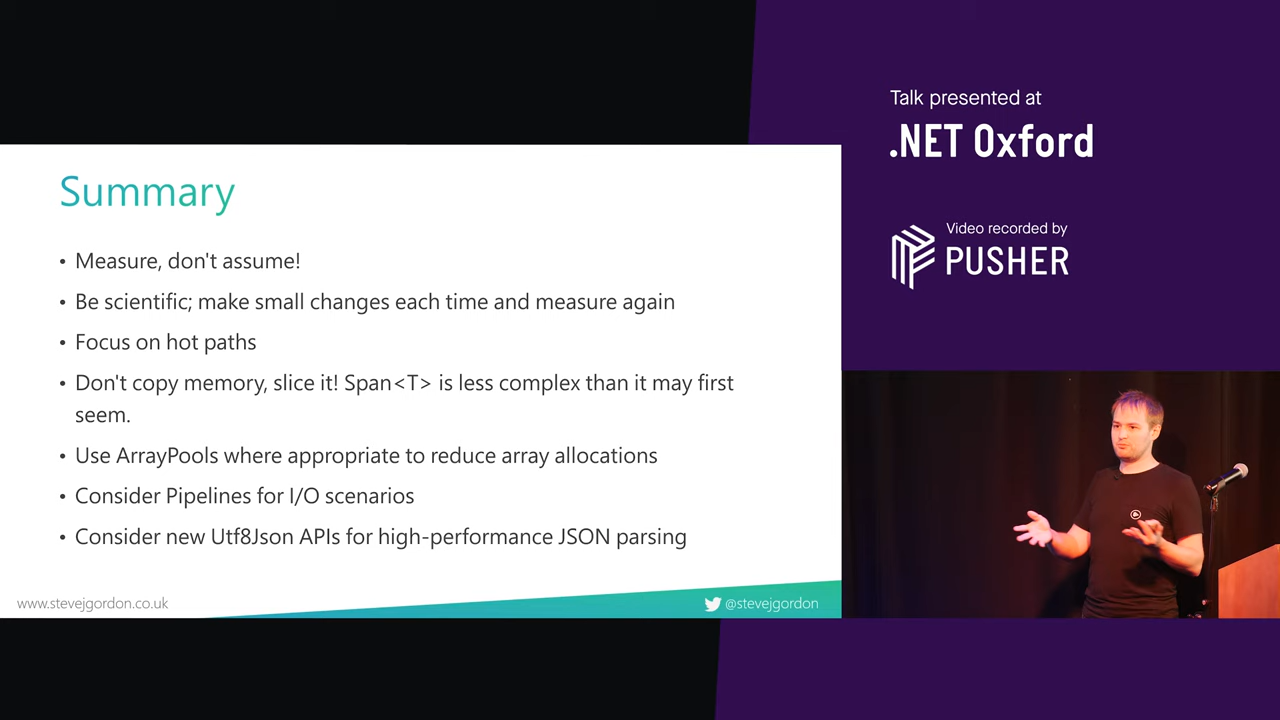 Talk presented at
.NET Oxford
Video recorded by
PUSHER
Summary
• Measure, don't assume!
• Be scientific; make small changes each time and measure again
• Focus on hot paths
• Don't copy memory, slice it! Span<T> is less complex than it may first
seem.
• Use ArrayPools where appropriate to reduce array allocations
• Consider Pipelines for I/O scenarios
• Consider new Utf8Json APIs for high-performance JSON parsing
www.stevejgordon.co.uk
@stevejgordon